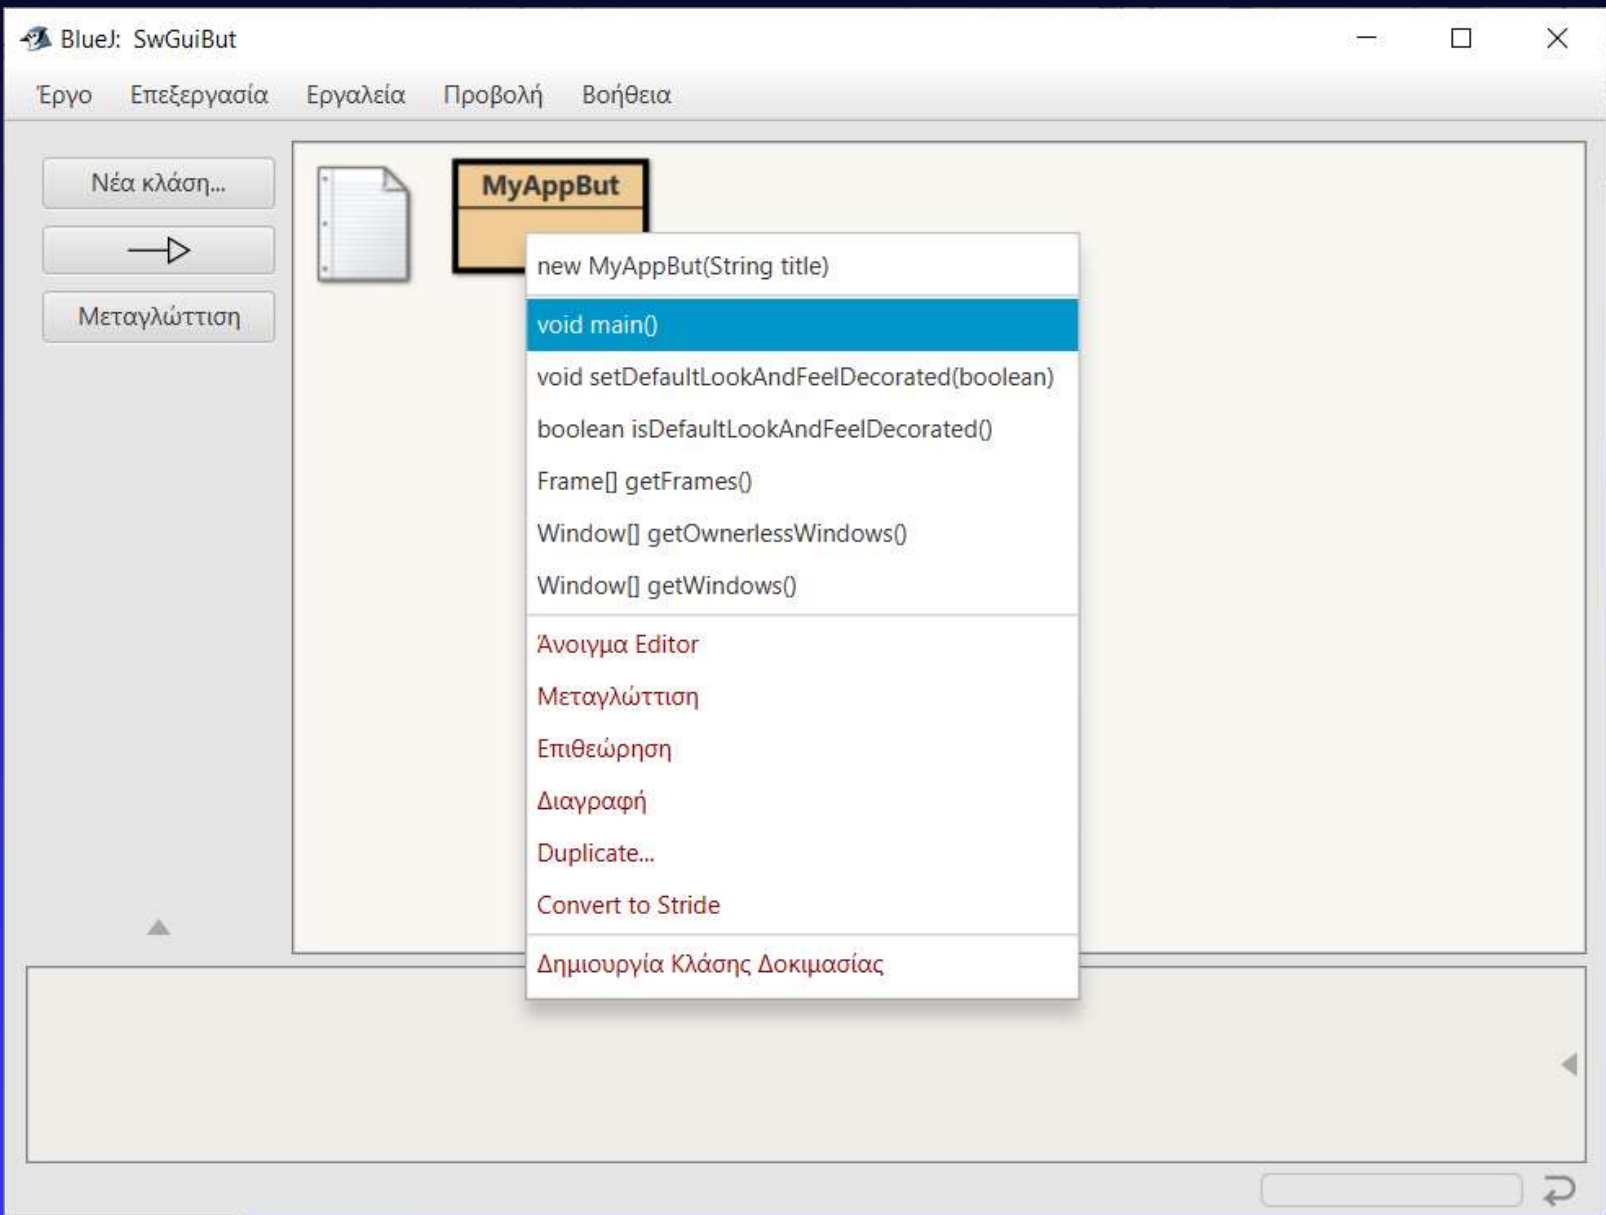 BlueJ: SwGuiBut
Έργο Επεξεργασία Εργαλεία Προβολή Βοήθεια
Νέα κλάση...
Μεταγλώττιση
MyAppBut
new MyAppBut(String title)
void main()
void setDefaultLookAndFeelDecorated(boolean)
boolean isDefaultLookAndFeelDecorated()
Frame[] getFrames()
Window[] getOwnerlessWindows()
Window[] getWindows()
Άνοιγμα Editor
Μεταγλώττιση
Επιθεώρηση
Διαγραφή
Duplicate...
Convert to Stride
Δημιουργία Κλάσης Δοκιμασίας